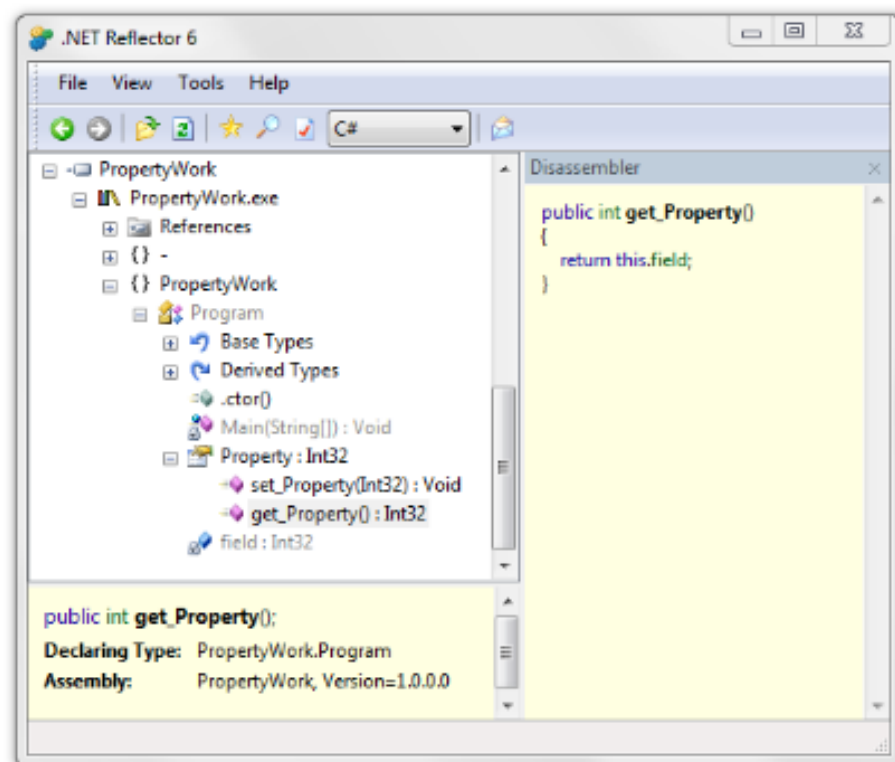 .NET Reflector 6
File View Tools Help
C#
PropertyWork
PropertyWork.exe
References
{} -
{} PropertyWork
Program
Base Types
Derived Types
.ctor()
Main(String[]) : Void
Property : Int32
set_Property(Int32) : Void
get_Property() : Int32
field : Int32
public int get_Property();
Declaring Type: PropertyWork.Program
Assembly: PropertyWork, Version=1.0.0.0
Disassembler
public int get_Property()
{
return this.field;
}